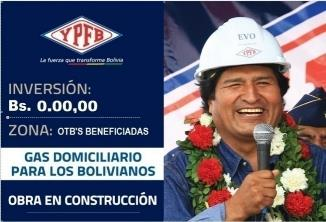 YPFB
La fuerza que transforma Bolivia
INVERSIÓN:
Bs. 0.00,00
ZONA: OTB'S BENEFICIADAS
GAS DOMICILIARIO
PARA LOS BOLIVIANOS
OBRA EN CONSTRUCCIÓN
EVO
YPFB